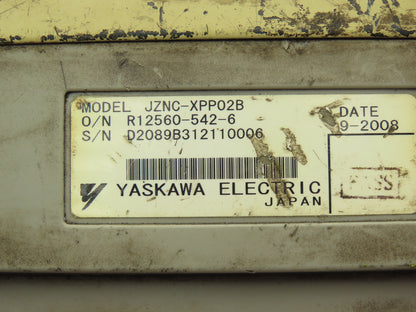 MODEL JZNC-XPP02B
O/N R12560-542-6
S/N D2089B312110006
DATE
9-2008
YASKAWA ELECTRIC
JAPAN
PASS